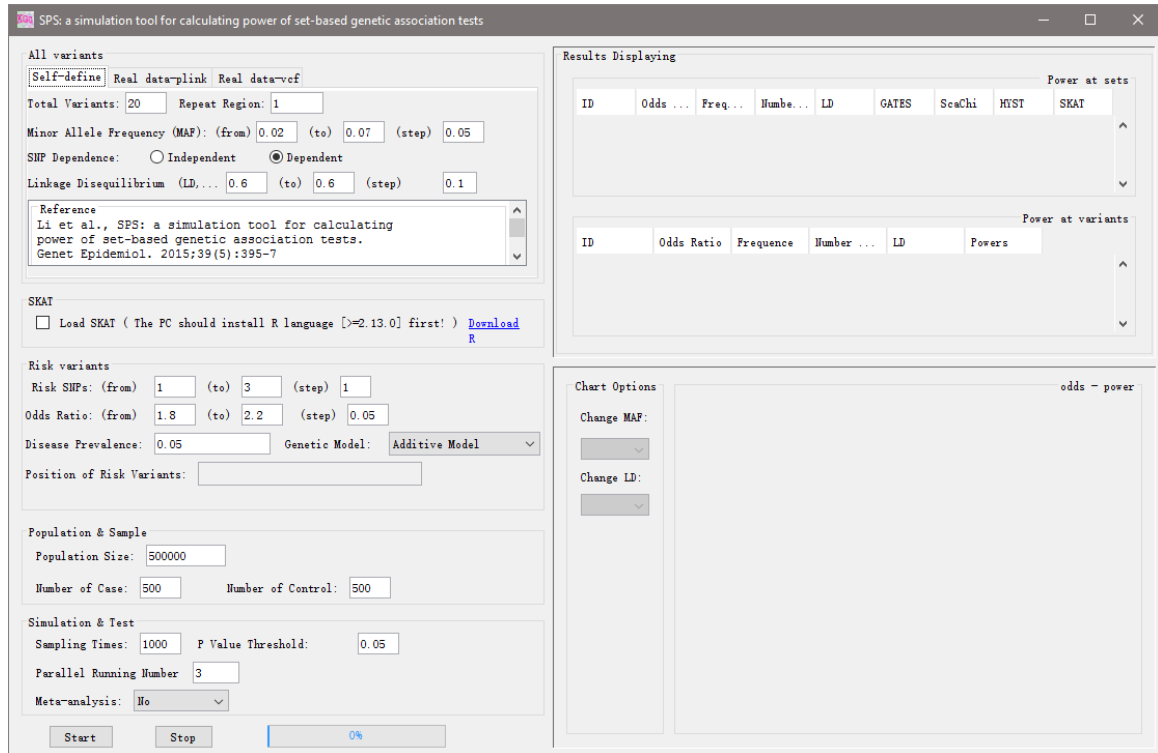 SPS: a simulation tool for calculating power of set-based genetic association tests
All variants
Self-define Real data-plink Real data-vcf
Total Variants: 20 Repeat Region: 1
Minor Allele Frequency (MAF): (from) 0.02 (to) 0.07 (step) 0.05
SNP Dependence: Independent Dependent
Linkage Disequilibrium (LD,... 0.6 (to) 0.6 (step) 0.1
Reference
Li et al., SPS: a simulation tool for calculating
power of set-based genetic association tests.
Genet Epidemiol. 2015;39(5):395-7
SKAT
Load SKAT ( The PC should install R language [>=2.13.0] first! ) Download
R
Risk variants
Risk SNPs: (from) 1 (to) 3 (step) 1
Odds Ratio: (from) 1.8 (to) 2.2 (step) 0.05
Disease Prevalence: 0.05 Genetic Model: Additive Model
Position of Risk Variants:
Population & Sample
Population Size: 500000
Number of Case: 500 Number of Control: 500
Simulation & Test
Sampling Times: 1000 P Value Threshold: 0.05
Parallel Running Number 3
Meta-analysis: No
Start Stop 0%
Results Displaying
Power at sets
ID Odds ... Freq... Numbe... LD GATES ScaChi HYST SKAT
Power at variants
ID Odds Ratio Frequence Number ... LD Powers
Chart Options odds - power
Change MAF:
Change LD: